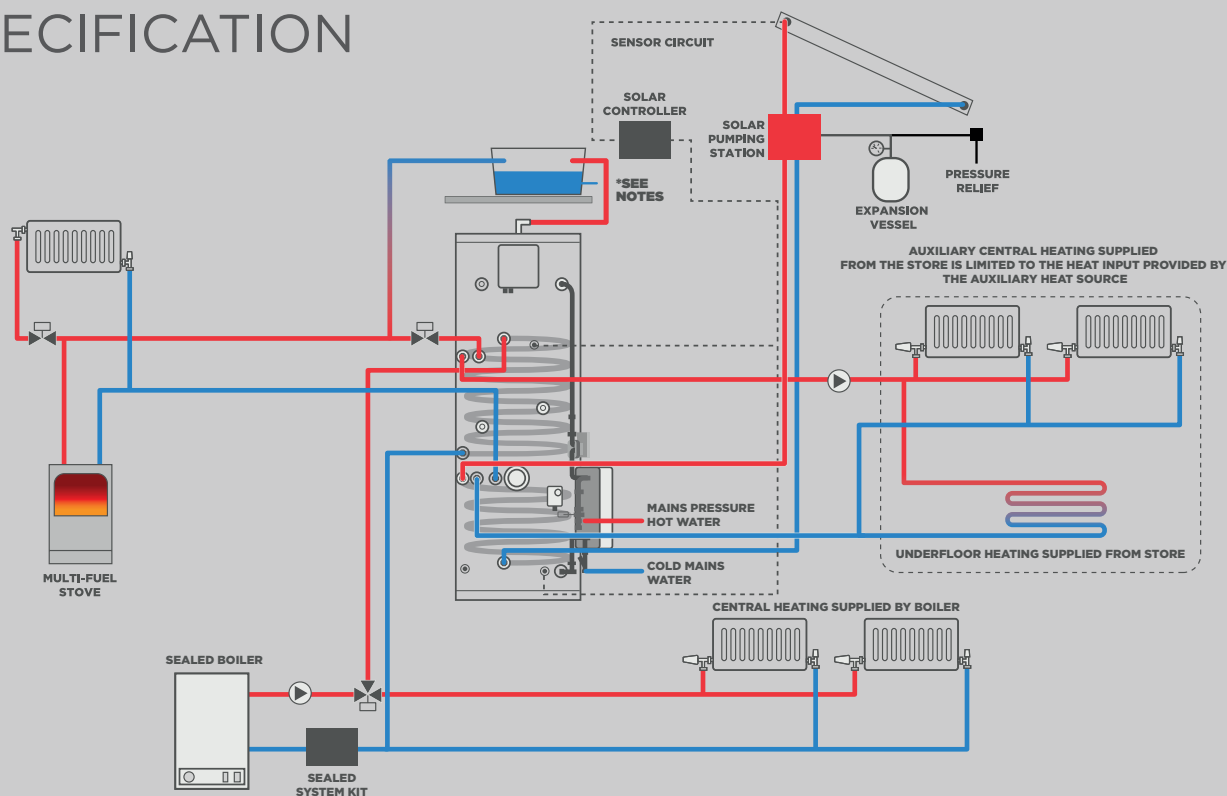 ECIFICATION
SENSOR CIRCUIT
SOLAR
CONTROLLER
SOLAR
PUMPING
STATION
*SEE
NOTES
PRESSURE
RELIEF
EXPANSION
VESSEL
AUXILIARY CENTRAL HEATING SUPPLIED
FROM THE STORE IS LIMITED TO THE HEAT INPUT PROVIDED BY
THE AUXILIARY HEAT SOURCE
MAINS PRESSURE
HOT WATER
UNDERFLOOR HEATING SUPPLIED FROM STORE
COLD MAINS
WATER
MULTI-FUEL
STOVE
CENTRAL HEATING SUPPLIED BY BOILER
SEALED BOILER
SEALED
SYSTEM KIT